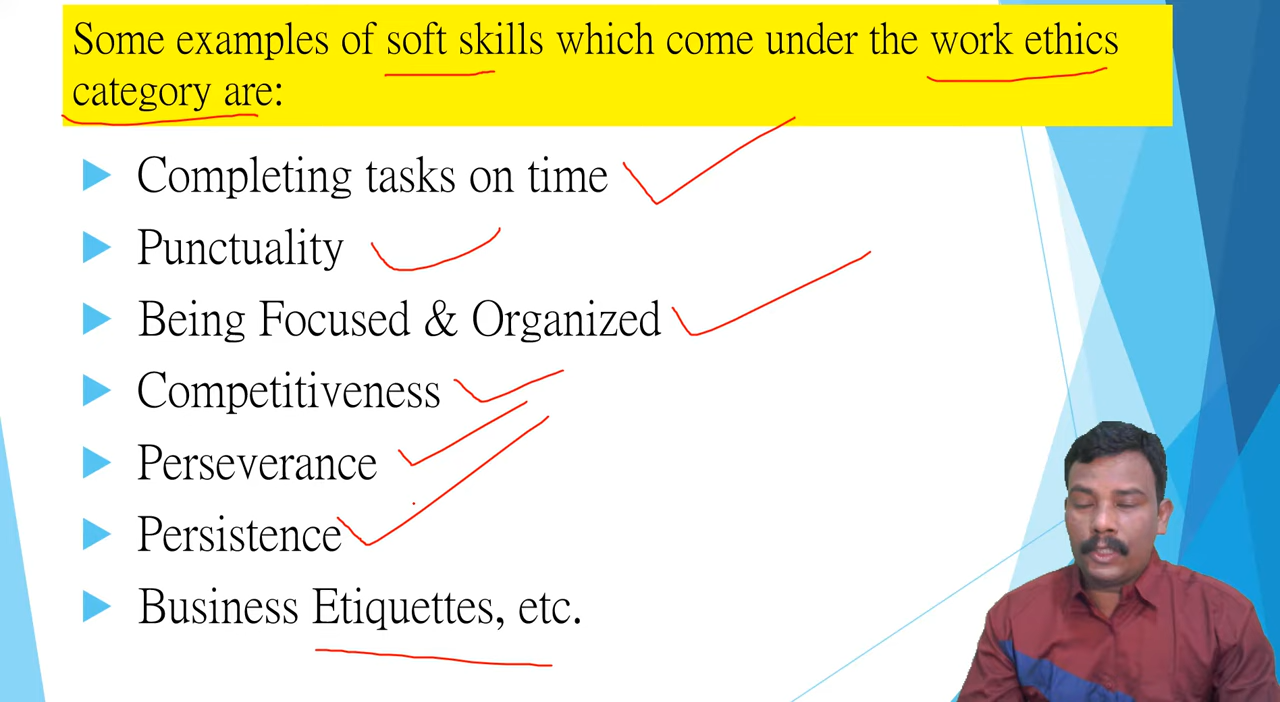 Some examples of soft skills which come under the work ethics
category are:
Completing tasks on time
Punctuality
Being Focused & Organized
Competitiveness
Perseverance
Persistence
Business Etiquettes, etc.